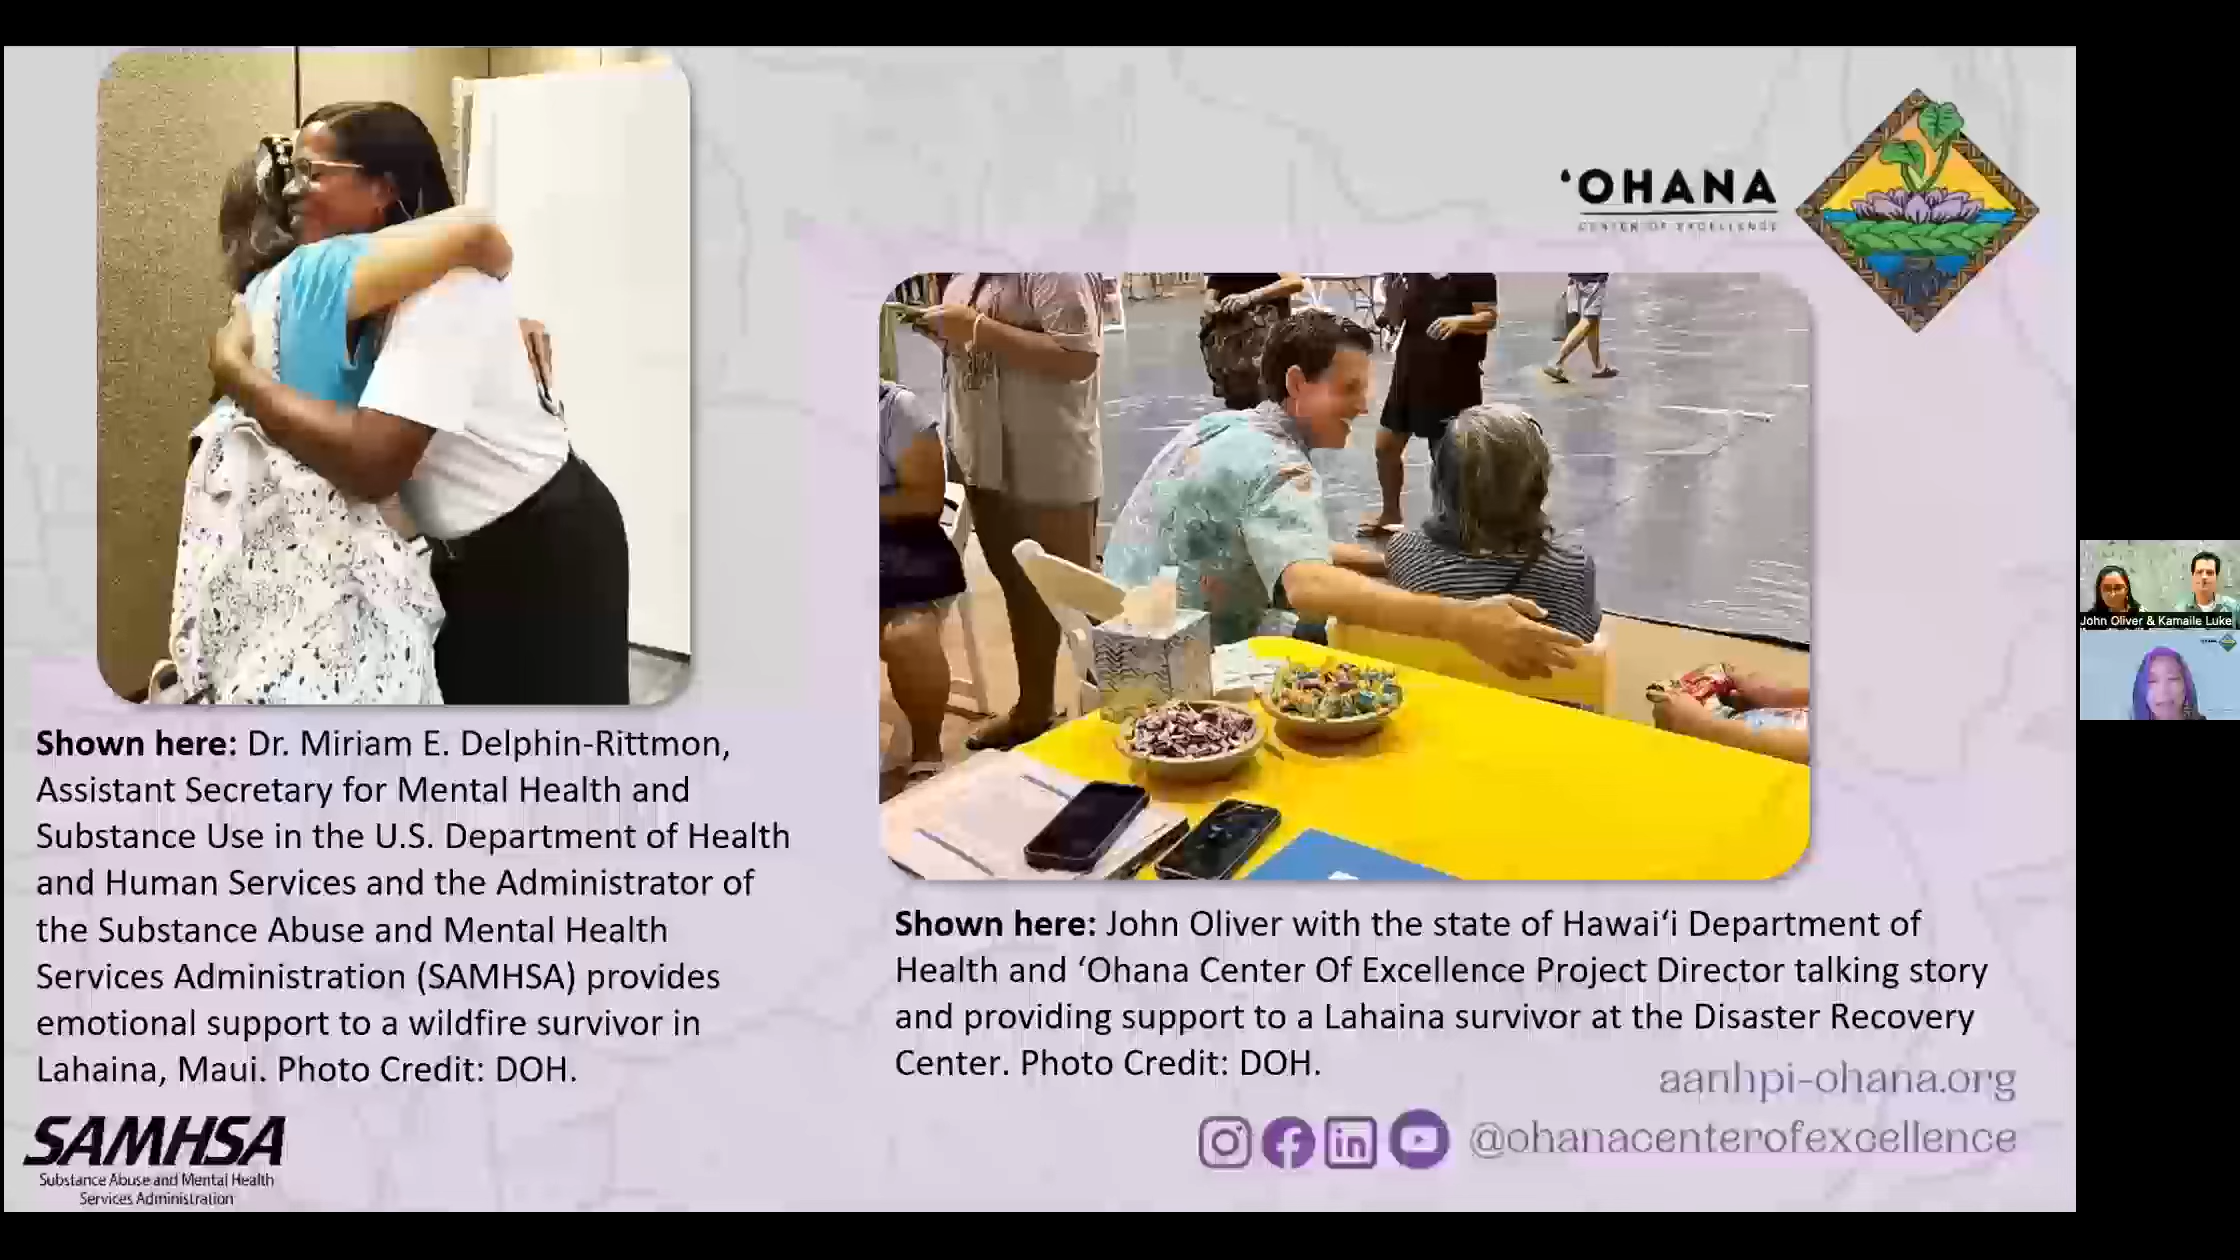 ʻOHANA
CENTER OF EXCELLENCE
Shown here: Dr. Miriam E. Delphin-Rittmon,
Assistant Secretary for Mental Health and
Substance Use in the U.S. Department of Health
and Human Services and the Administrator of
the Substance Abuse and Mental Health
Services Administration (SAMHSA) provides
emotional support to a wildfire survivor in
Lahaina, Maui. Photo Credit: DOH.
Shown here: John Oliver with the state of Hawaiʻi Department of
Health and ʻOhana Center Of Excellence Project Director talking story
and providing support to a Lahaina survivor at the Disaster Recovery
Center. Photo Credit: DOH.
aanhpi-ohana.org
@ohanacenterofexcellence
SAMHSA
Substance Abuse and Mental Health
Services Administration
John Oliver & Kamaile Luke